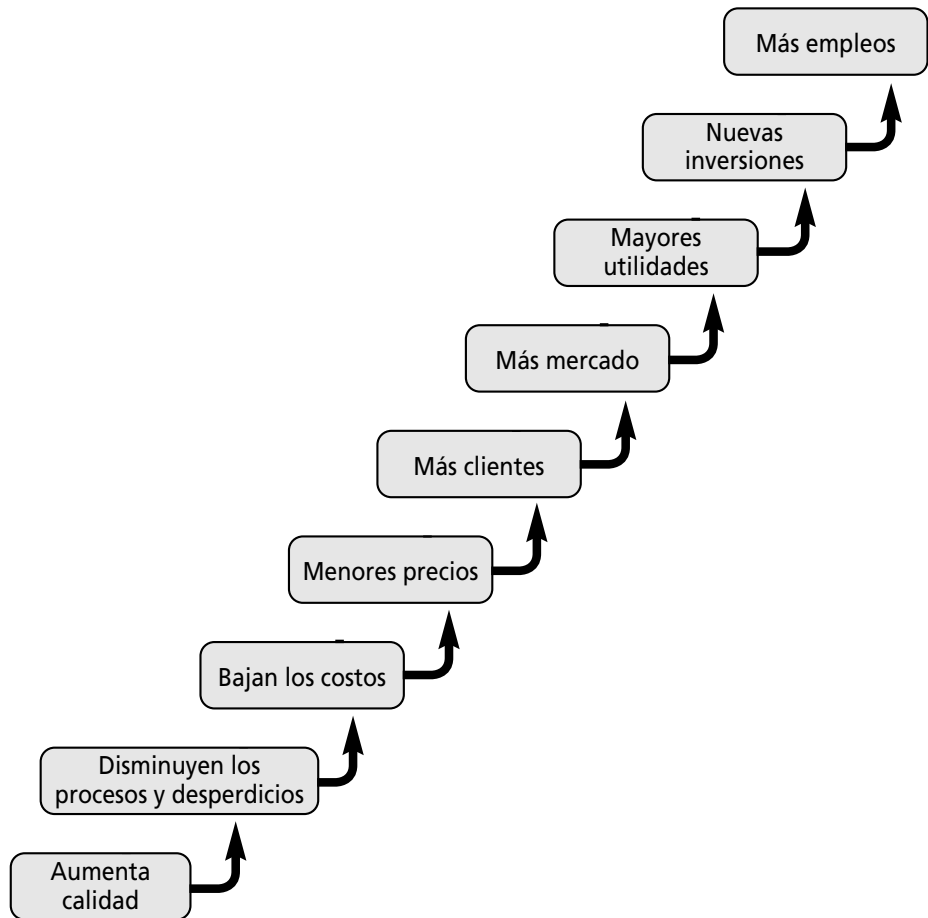 Más empleos
Nuevas
inversiones
Mayores
utilidades
Más mercado
Más clientes
Menores precios
Bajan los costos
Disminuyen los
procesos y desperdicios
Aumenta
calidad